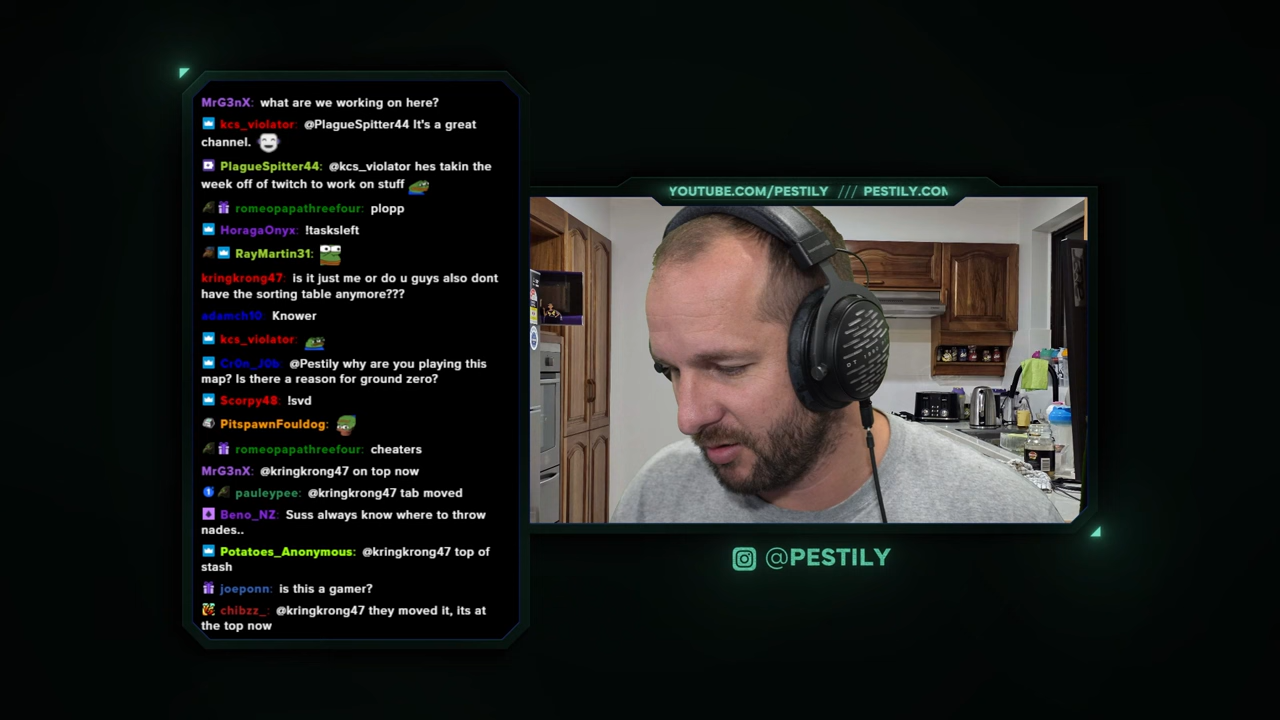 MrG3nX: what are we working on here?
kcs_violator: @PlagueSpitter44 It's a great
channel.
PlagueSpitter44: @kcs_violator hes takin the
week off of twitch to work on stuff
romeopapathreefour: plopp
HoragaOnyx: !tasksleft
RayMartin31:
kringkrong47: is it just me or do u guys also dont
have the sorting table anymore???
adamch10: Knower
kcs_violator:
Cr0n_J0b: @Pestily why are you playing this
map? Is there a reason for ground zero?
Scorpy48: !svd
PitspawnFouldog:
romeopapathreefour: cheaters
MrG3nX: @kringkrong47 on top now
pauleypee: @kringkrong47 tab moved
Beno_NZ: Suss always know where to throw
nades..
Potatoes_Anonymous: @kringkrong47 top of
stash
joeponn: is this a gamer?
chibzz_: @kringkrong47 they moved it, its at
the top now
YOUTUBE.COM/PESTILY /// PESTILY.COM
@PESTILY